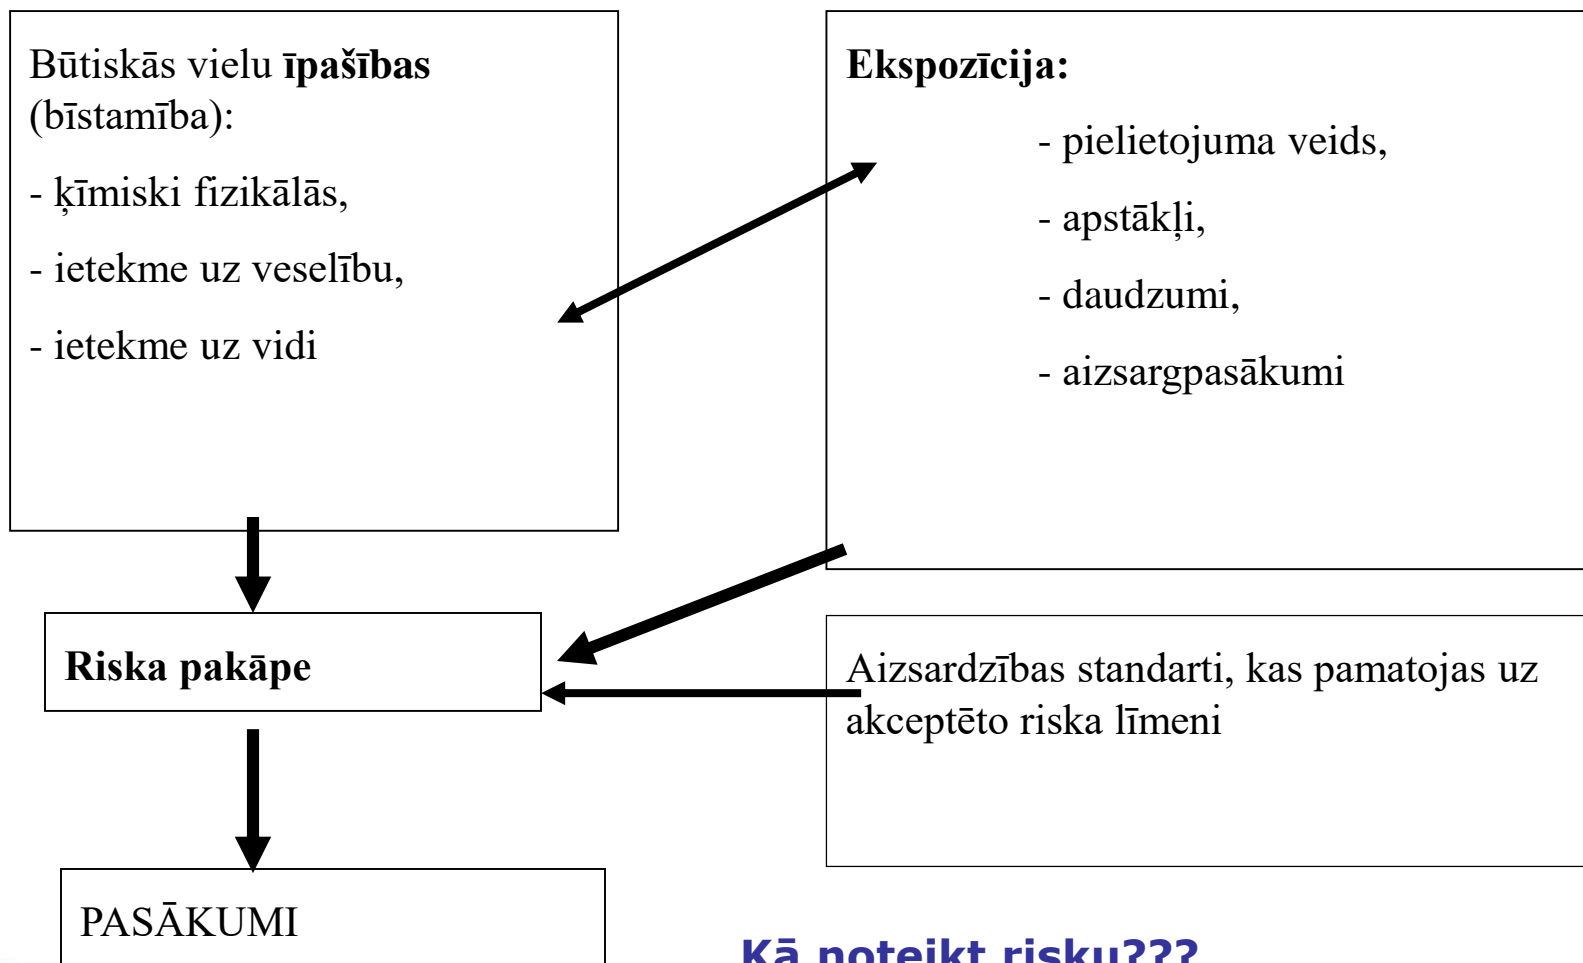 Būtiskās vielu īpašības
(bīstamība):
- ķīmiski fizikālās,
- ietekme uz veselību,
- ietekme uz vidi
Ekspozīcija:
- pielietojuma veids,
- apstākļi,
- daudzumi,
- aizsargpasākumi
Riska pakāpe
Aizsardzības standarti, kas pamatojas uz
akceptēto riska līmeni
PASĀKUMI
Kā noteikt risku???